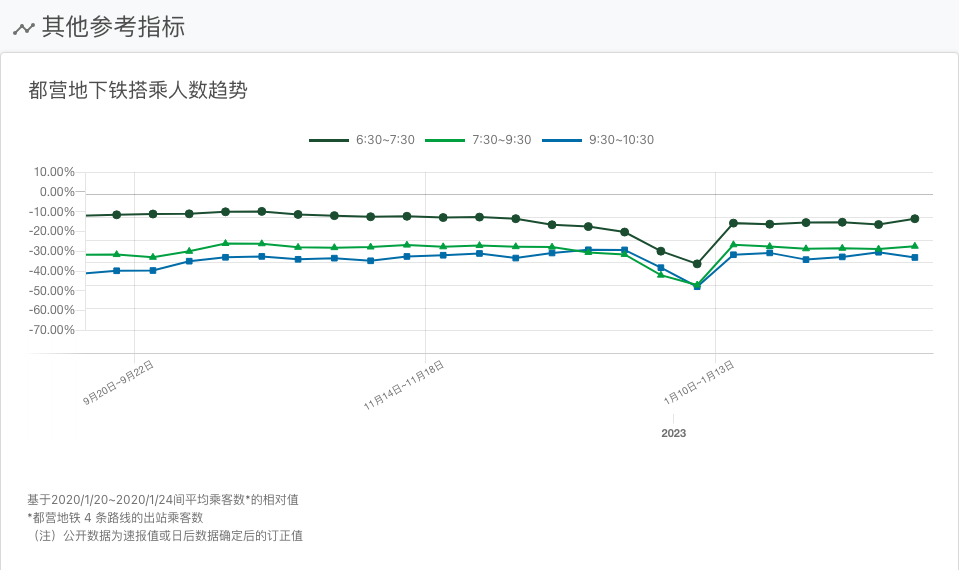 其他参考指标
都营地下铁搭乘人数趋势
6:30~7:30 7:30~9:30 9:30~10:30
10.00%
0.00%
-10.00%
-20.00%
-30.00%
-40.00%
-50.00%
-60.00%
-70.00%
9月20日~9月22日 11月14日~11月18日 1月10日~1月13日
2023
基于2020/1/20~2020/1/24间平均乘客数*的相对值
*都营地铁 4 条路线的出站乘客数
（注）公开数据为速报值或日后数据确定后的订正值